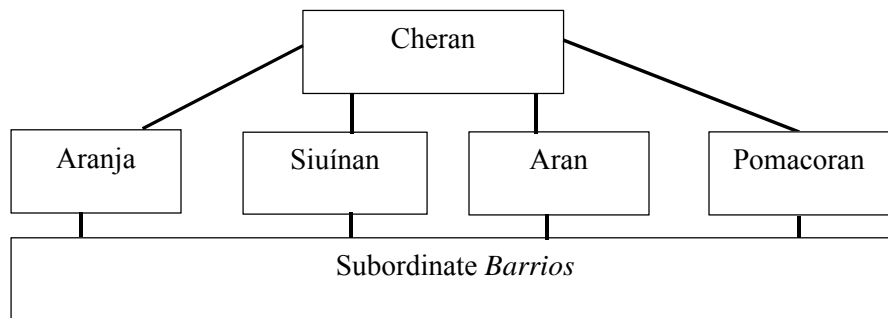 Cheran
Aranja
Siuínan
Aran
Pomacoran
Subordinate Barrios